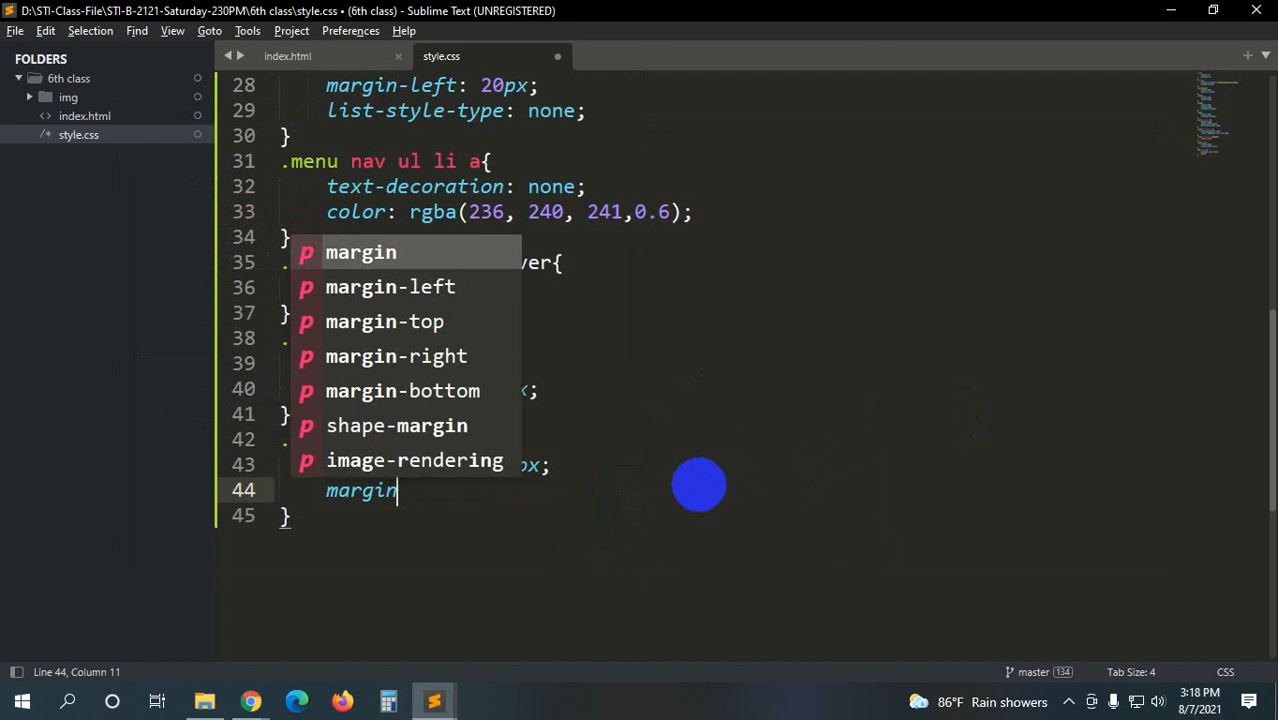 D:\STI-Class-File\STI-B-2121-Saturday-230PM\6th class\style.css • (6th class) - Sublime Text (UNREGISTERED)
File Edit Selection Find View Goto Tools Project Preferences Help
FOLDERS
6th class
img
index.html
style.css
index.html
style.css
28 margin-left: 20px;
29 list-style-type: none;
30 }
31 .menu nav ul li a{
32 text-decoration: none;
33 color: rgba(236, 240, 241,0.6);
34 }
35 . ver{
36
37 }
38 .
39
40 x;
41 }
42 .
43 px;
44 margin
45 }
p margin
p margin-left
p margin-top
p margin-right
p margin-bottom
p shape-margin
p image-rendering
Line 44, Column 11
master 134
Tab Size: 4
CSS
86°F Rain showers
3:18 PM
8/7/2021